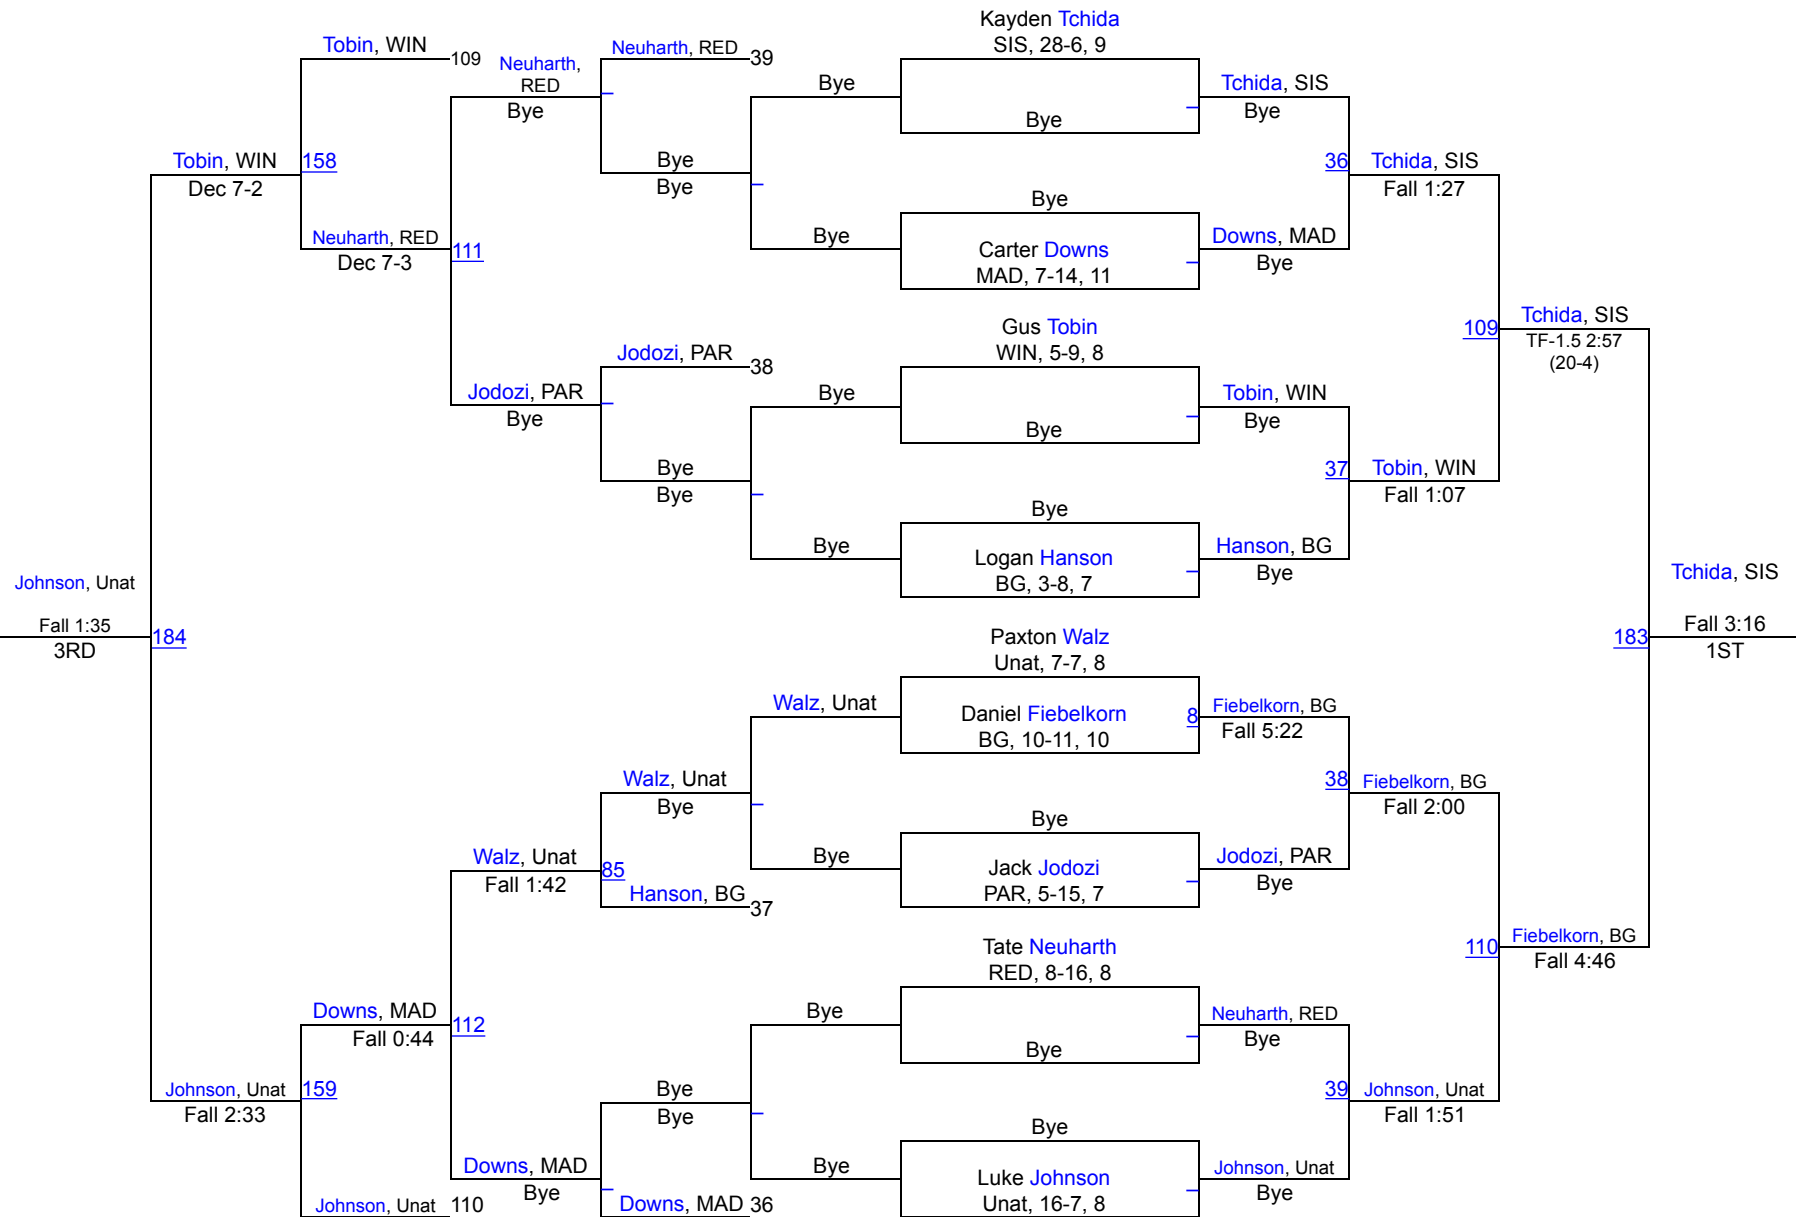 Kayden Tchida
SIS, 28-6, 9
Tobin, WIN
109
Neuharth,
RED
Bye
Neuharth, RED
39
Bye
Bye
Tchida, SIS
Bye
Tobin, WIN
Dec 7-2
158
Bye
Bye
36
Tchida, SIS
Fall 1:27
Bye
Neuharth, RED
Dec 7-3
111
Bye
Carter Downs
MAD, 7-14, 11
Downs, MAD
Bye
Gus Tobin
WIN, 5-9, 8
109
Tchida, SIS
TF-1.5 2:57
(20-4)
Jodozi, PAR
38
Jodozi, PAR
Bye
Bye
Bye
Tobin, WIN
Bye
Bye
Bye
37
Tobin, WIN
Fall 1:07
Bye
Bye
Logan Hanson
BG, 3-8, 7
Hanson, BG
Bye
Johnson, Unat
Fall 1:35
3RD
184
Tchida, SIS
183
Fall 3:16
1ST
Paxton Walz
Unat, 7-7, 8
Walz, Unat
Daniel Fiebelkorn
BG, 10-11, 10
8
Fiebelkorn, BG
Fall 5:22
Walz, Unat
Bye
38
Fiebelkorn, BG
Fall 2:00
Bye
Walz, Unat
Fall 1:42
85
Bye
Jack Jodozi
PAR, 5-15, 7
Jodozi, PAR
Bye
Hanson, BG
37
Tate Neuharth
RED, 8-16, 8
110
Fiebelkorn, BG
Fall 4:46
Downs, MAD
Fall 0:44
112
Bye
Bye
Neuharth, RED
Bye
Johnson, Unat
Fall 2:33
159
Bye
Bye
39
Johnson, Unat
Fall 1:51
Bye
Downs, MAD
Bye
Bye
Luke Johnson
Unat, 16-7, 8
Johnson, Unat
Bye
Johnson, Unat
110
Downs, MAD
36